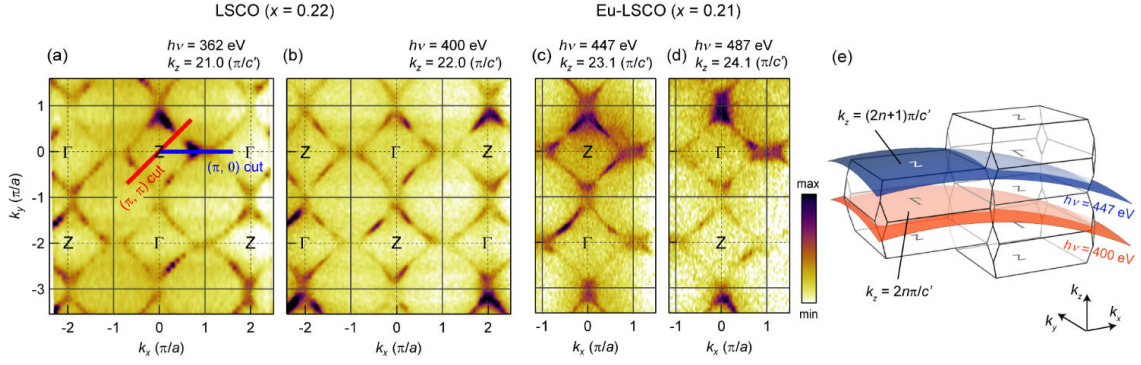 LSCO (x = 0.22)
Eu-LSCO (x = 0.21)
(a)
hν = 362 eV
kz = 21.0 (π/c')
(b)
hν = 400 eV
kz = 22.0 (π/c')
(c)
hν = 447 eV
kz = 23.1 (π/c')
(d)
hν = 487 eV
kz = 24.1 (π/c')
(e)
ky (π/a)
1
0
-1
-2
-3
Γ
Z
Γ
(π, π) cut
(π, 0) cut
Z
Γ
Z
-2
-1
0
1
2
kx (π/a)
Z
Γ
Z
Γ
Z
Γ
-2
-1
0
1
2
kx (π/a)
Z
Γ
-1
0
1
kx (π/a)
Γ
Z
-1
0
1
kx (π/a)
max
min
kz = (2n+1)π/c'
Z
Z
Z
Γ
Γ
Z
Z
Z
hν = 447 eV
hν = 400 eV
kz = 2nπ/c'
kz
ky
kx